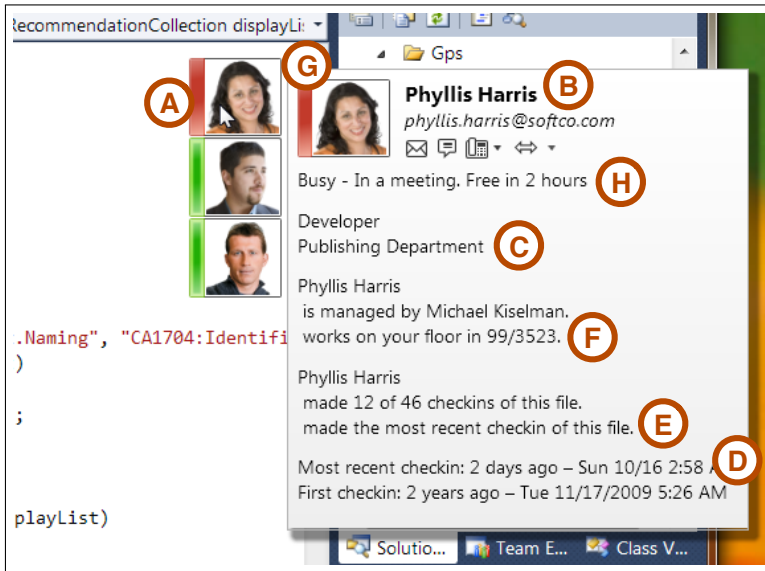 RecommendationCollection displayLi
Gps
G
A
B
Phyllis Harris
phyllis.harris@softco.com
Busy - In a meeting. Free in 2 hours
H
Developer
Publishing Department
C
Phyllis Harris
is managed by Michael Kiselman.
works on your floor in 99/3523.
F
.Naming", "CA1704:Identifi
)
Phyllis Harris
made 12 of 46 checkins of this file.
;
made the most recent checkin of this file.
E
D
Most recent checkin: 2 days ago – Sun 10/16 2:58
First checkin: 2 years ago – Tue 11/17/2009 5:26 AM
playList)
Solutio...
Team E...
Class V...